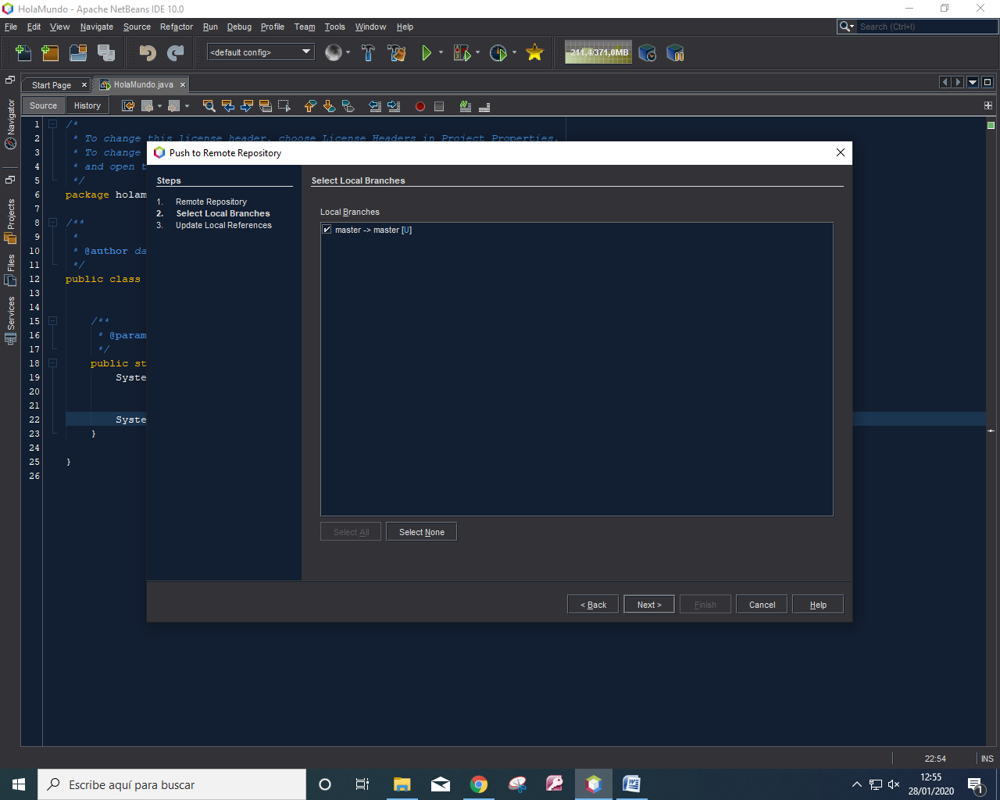 HolaMundo - Apache NetBeans IDE 10.0
File Edit View Navigate Source Refactor Run Debug Profile Team Tools Window Help
Search (Ctrl+I)
<default config>
211,4/371,0MB
Start Page
HolaMundo.java
Source History
Navigator
Projects
Files
Services
1 /*
2 * To change this license header, choose License Headers in Project Properties.
3 * To change
4 * and open t
5 */
6 package holam
7
8 /**
9 *
10 * @author da
11 */
12 public class
13
14
15 /**
16 * @param
17 */
18 public st
19 Syste
20
21
22 Syste
23 }
24
25 }
26
Push to Remote Repository
Steps
1. Remote Repository
2. Select Local Branches
3. Update Local References
Select Local Branches
Local Branches
master -> master [U]
Select All
Select None
< Back
Next >
Finish
Cancel
Help
22:54
INS
Escribe aquí para buscar
12:55
28/01/2020
1